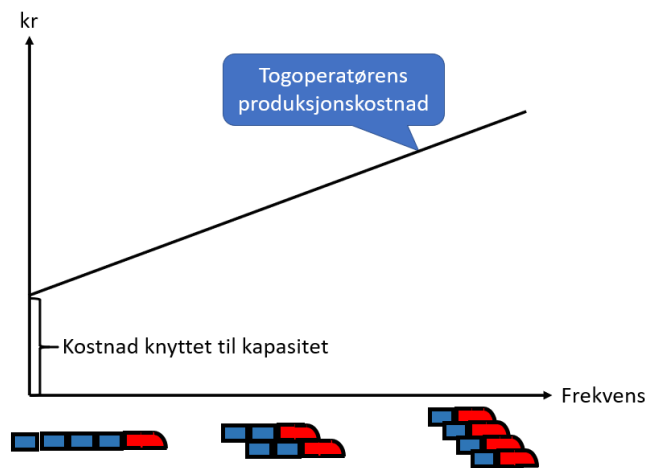 kr
Togoperatørens
produksjonskostnad
Kostnad knyttet til kapasitet
Frekvens